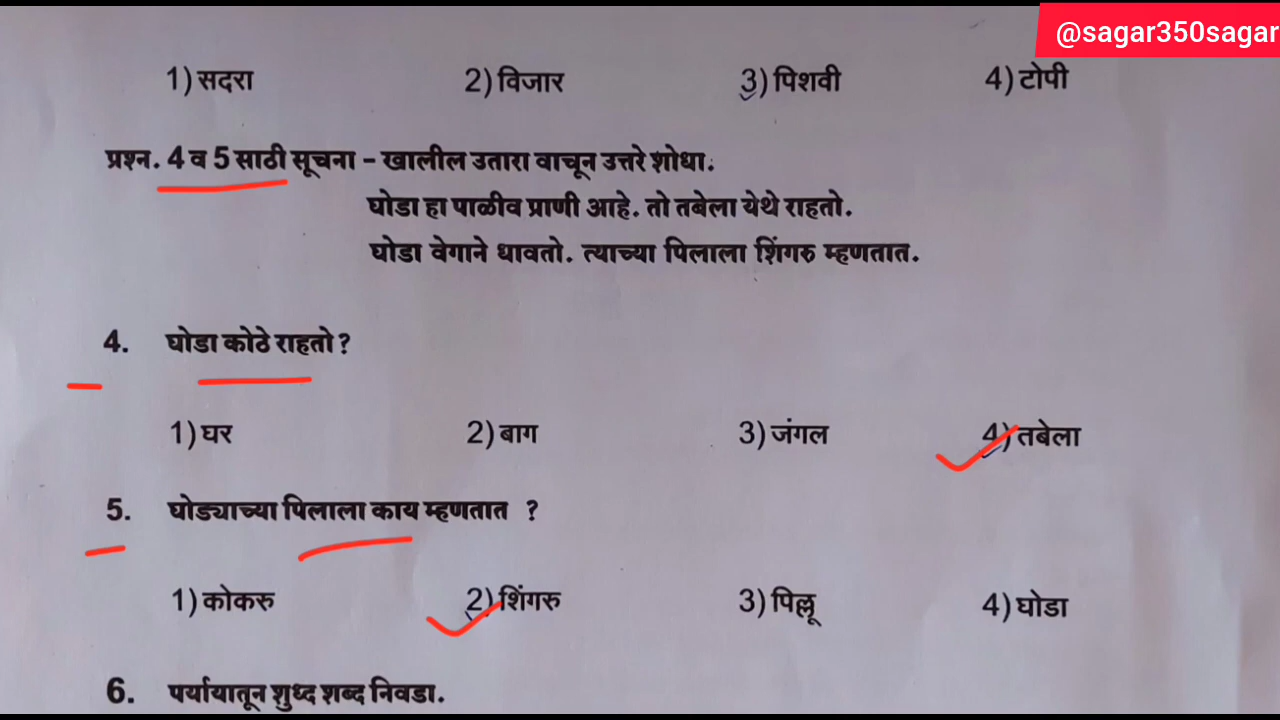 @sagar350sagar
1) सदरा 2) विजार 3) पिशवी 4) टोपी
प्रश्न. 4 व 5 साठी सूचना - खालील उतारा वाचून उत्तरे शोधा.
घोडा हा पाळीव प्राणी आहे. तो तबेला येथे राहतो.
घोडा वेगाने धावतो. त्याच्या पिलाला शिंगरु म्हणतात.
4. घोडा कोठे राहतो?
1) घर 2) बाग 3) जंगल 4) तबेला
5. घोड्याच्या पिलाला काय म्हणतात ?
1) कोकरु 2) शिंगरु 3) पिल्लू 4) घोडा
6. पर्यायातून शुध्द शब्द निवडा.